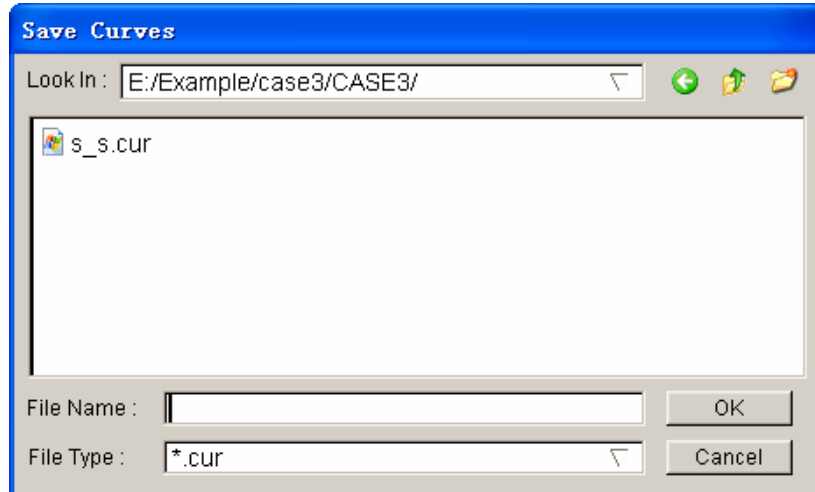 Save Curves
Look In : E:/Example/case3/CASE3/
s_s.cur
File Name : OK
File Type : *.cur Cancel